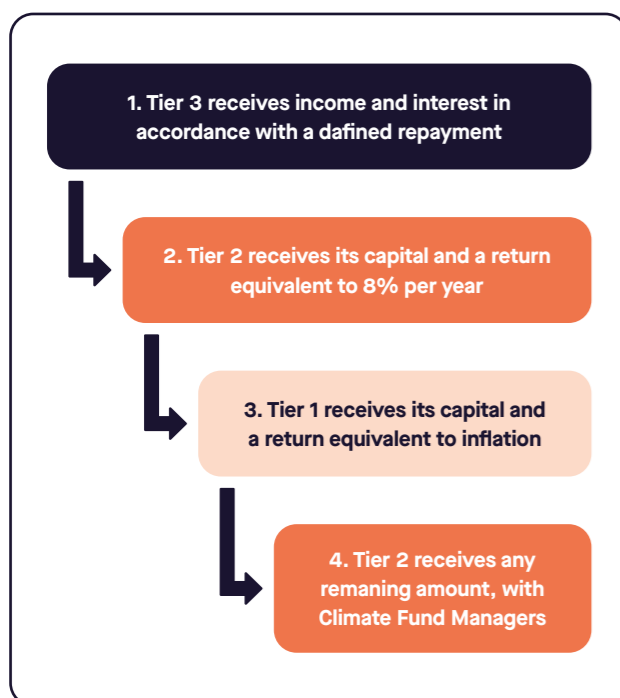 1. Tier 3 receives income and interest in
accordance with a dafined repayment
2. Tier 2 receives its capital and a return
equivalent to 8% per year
3. Tier 1 receives its capital and
a return equivalent to inflation
4. Tier 2 receives any
remaning amount, with
Climate Fund Managers